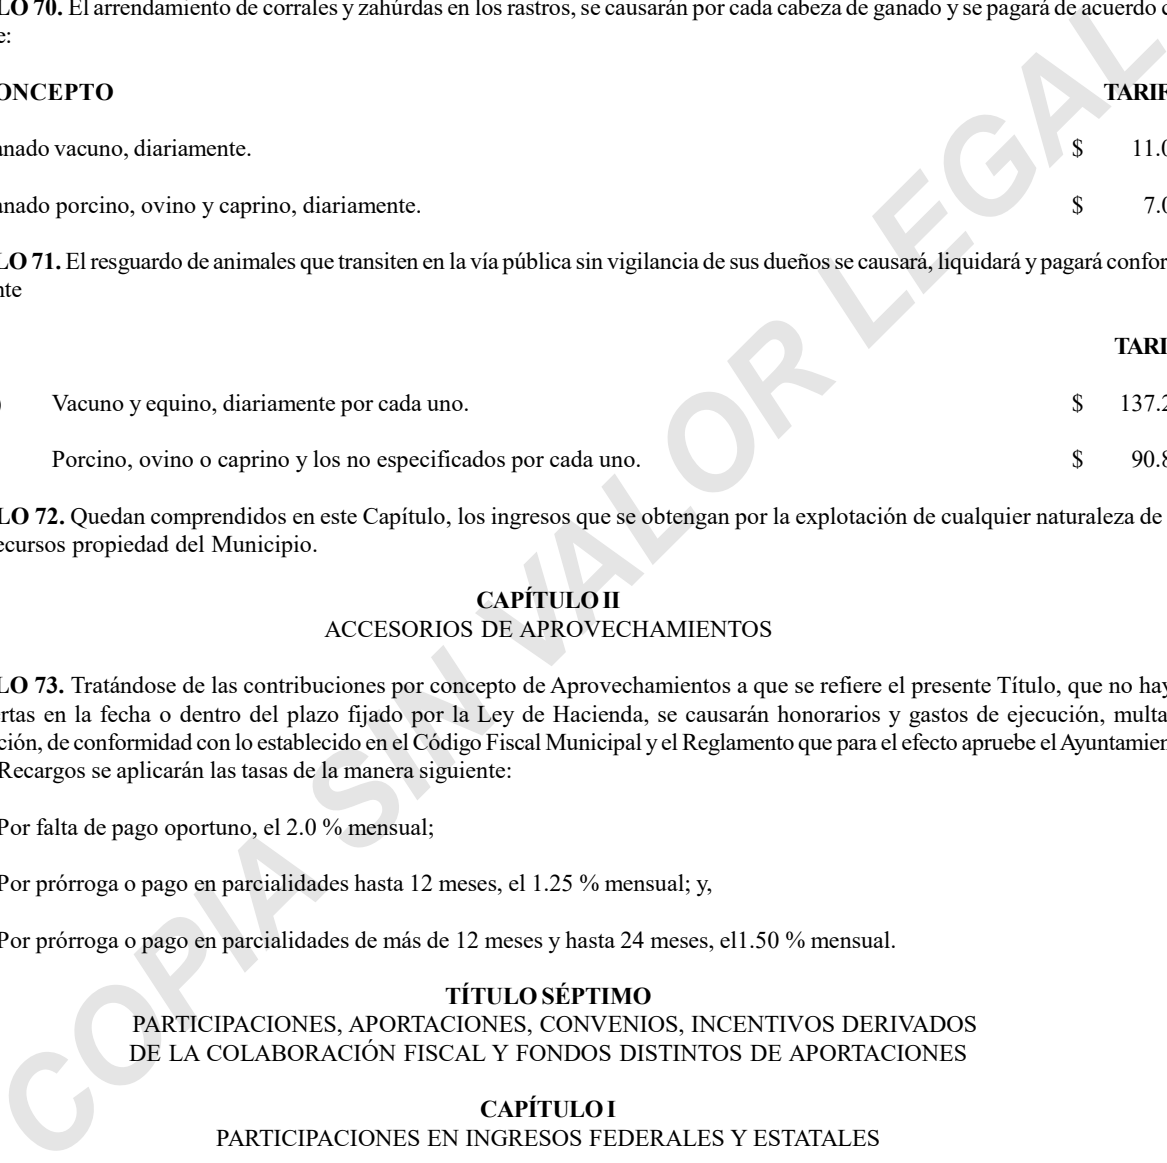 LO 70. El arrendamiento de corrales y zahúrdas en los rastros, se causarán por cada cabeza de ganado y se pagará de acuerdo
e:
ONCEPTO TARIF
anado vacuno, diariamente. $ 11.0
anado porcino, ovino y caprino, diariamente. $ 7.0
LO 71. El resguardo de animales que transiten en la vía pública sin vigilancia de sus dueños se causará, liquidará y pagará confor
nte
TARI
) Vacuno y equino, diariamente por cada uno. $ 137.2
Porcino, ovino o caprino y los no especificados por cada uno. $ 90.8
LO 72. Quedan comprendidos en este Capítulo, los ingresos que se obtengan por la explotación de cualquier naturaleza de
ecursos propiedad del Municipio.
CAPÍTULO II
ACCESORIOS DE APROVECHAMIENTOS
LO 73. Tratándose de las contribuciones por concepto de Aprovechamientos a que se refiere el presente Título, que no hay
rtas en la fecha o dentro del plazo fijado por la Ley de Hacienda, se causarán honorarios y gastos de ejecución, multa
ción, de conformidad con lo establecido en el Código Fiscal Municipal y el Reglamento que para el efecto apruebe el Ayuntamien
Recargos se aplicarán las tasas de la manera siguiente:
Por falta de pago oportuno, el 2.0 % mensual;
Por prórroga o pago en parcialidades hasta 12 meses, el 1.25 % mensual; y,
Por prórroga o pago en parcialidades de más de 12 meses y hasta 24 meses, el1.50 % mensual.
TÍTULO SÉPTIMO
PARTICIPACIONES, APORTACIONES, CONVENIOS, INCENTIVOS DERIVADOS
DE LA COLABORACIÓN FISCAL Y FONDOS DISTINTOS DE APORTACIONES
CAPÍTULO I
PARTICIPACIONES EN INGRESOS FEDERALES Y ESTATALES
COPIA SIN VALOR LEGAL